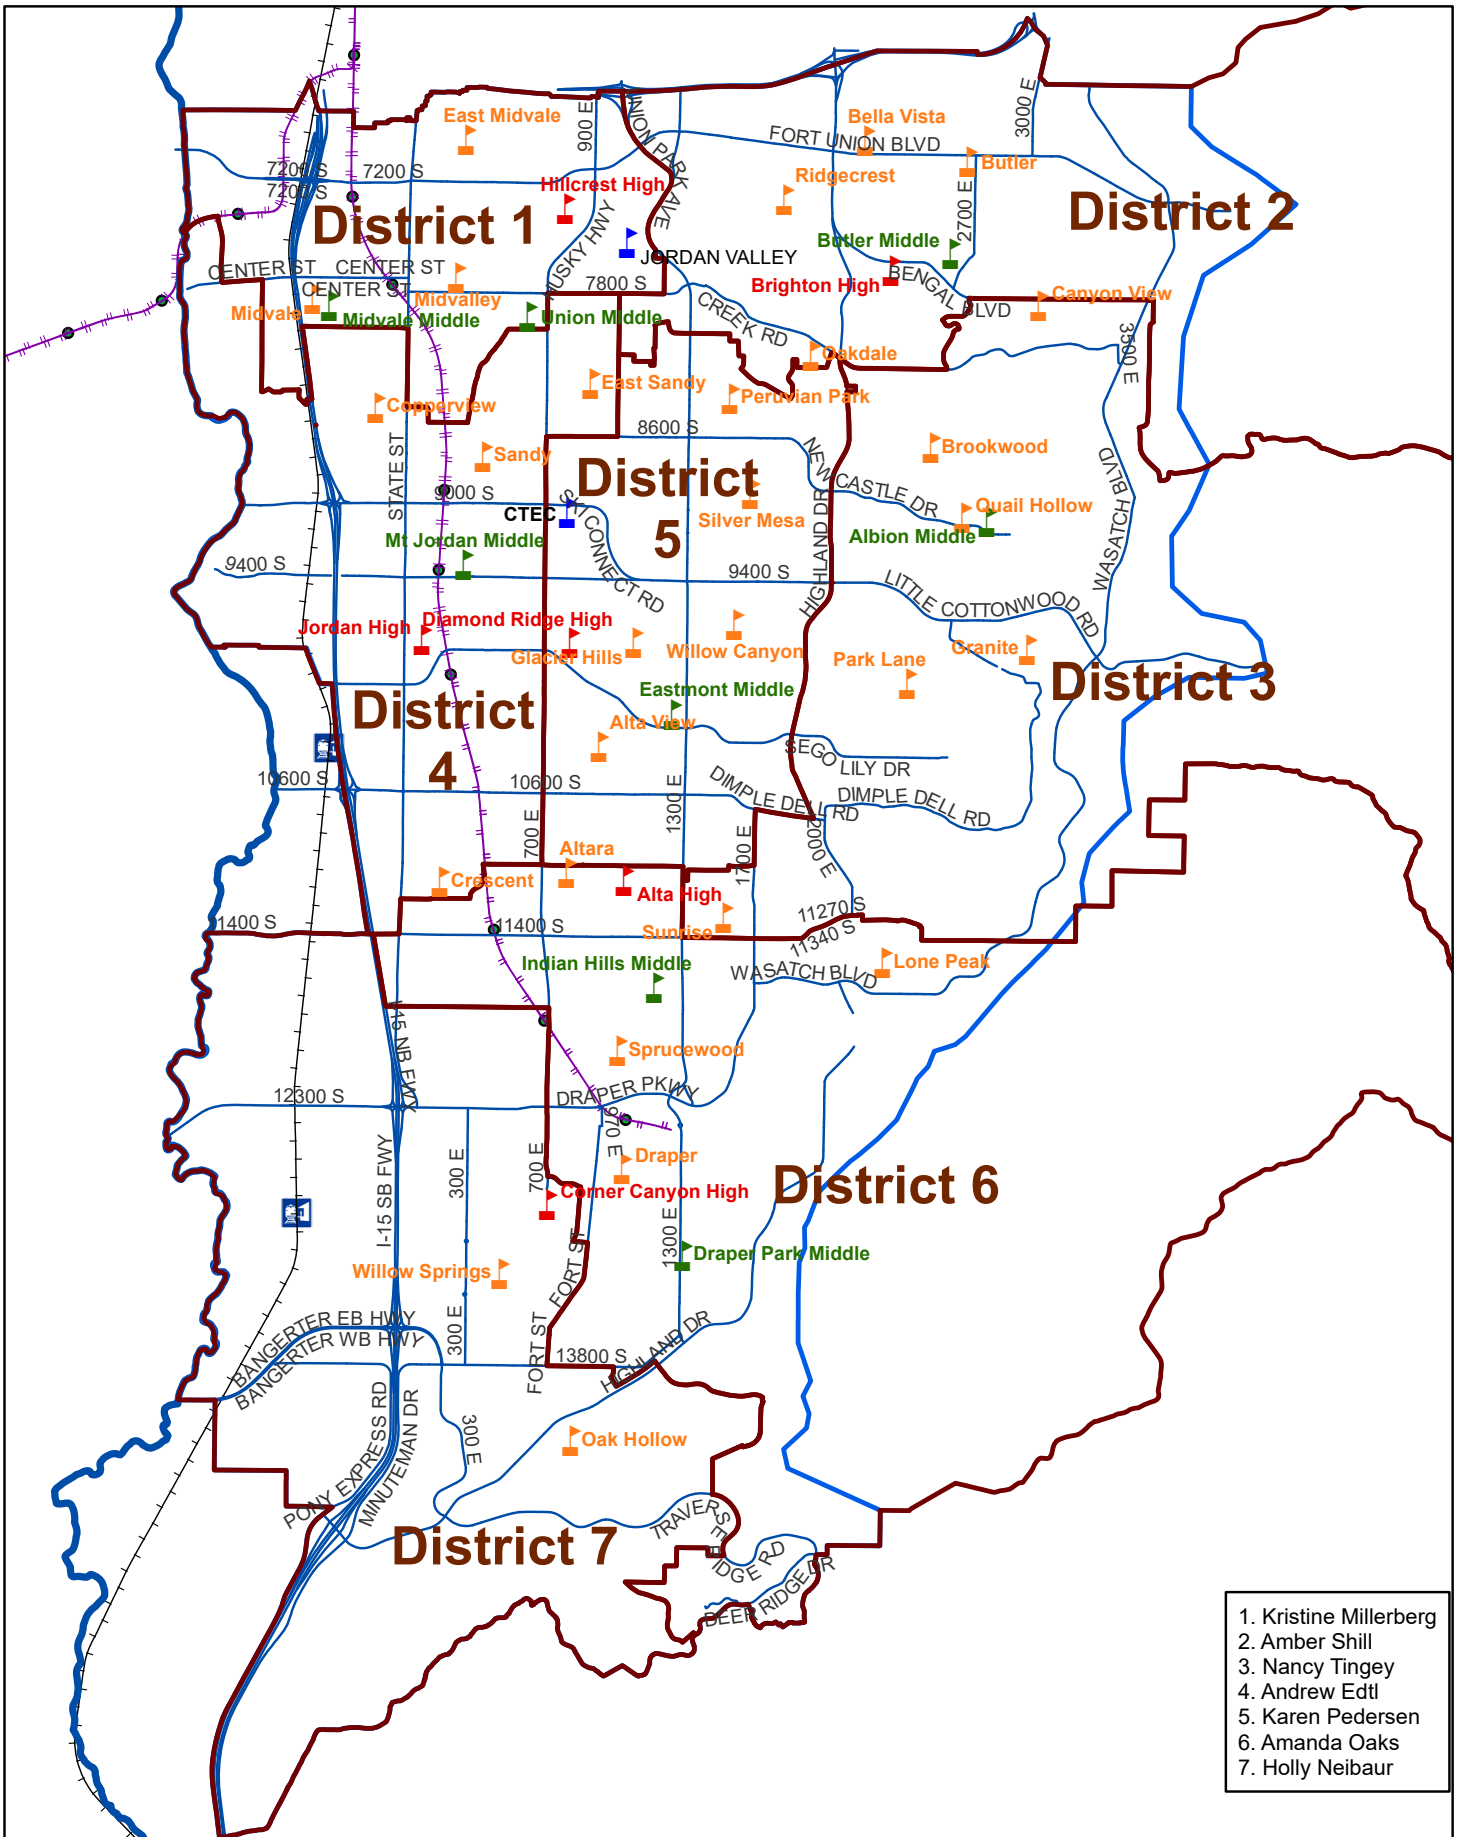 East Midvale
Bella Vista
900 E
UNION PARK AVE
FORT UNION BLVD
3000 E
Butler
7200 S
7200 S
7200 S
Hillcrest High
Ridgecrest
2700 E
District 1
District 2
HUSKY HWY
Butler Middle
JORDAN VALLEY
CENTER ST
CENTER ST
CENTER ST
7800 S
Brighton High
BENGAL BLVD
Canyon View
Midvale
Midvalley
Midvale Middle
Union Middle
CREEK RD
3500 E
Oakdale
East Sandy
Peruvian Park
Copperview
8600 S
Brookwood
Sandy
STATE ST
District
5
NEWCASTLE DR
WASATCH BLVD
9000 S
CTEC
SKI CONNECT RD
Silver Mesa
HIGHLAND DR
Quail Hollow
Albion Middle
Mt Jordan Middle
9400 S
9400 S
LITTLE COTTONWOOD RD
Jordan High
Diamond Ridge High
Glacier Hills
Willow Canyon
Park Lane
Granite
District 3
Eastmont Middle
District
4
Alta View
SEGO LILY DR
10600 S
10600 S
DIMPLE DELL RD
DIMPLE DELL RD
1300 E
700 E
1700 E
2000 E
Altara
Crescent
Alta High
11270 S
1400 S
11400 S
Sunrise
11340 S
Indian Hills Middle
WASATCH BLVD
Lone Peak
I-15 NB FWY
Sprucewood
12300 S
DRAPER PKWY
970 E
I-15 SB FWY
300 E
700 E
Draper
Corner Canyon High
District 6
1300 E
Draper Park Middle
FORT ST
Willow Springs
BANGERTER EB HWY
BANGERTER WB HWY
300 E
FORT ST
13800 S
HIGHLAND DR
PONY EXPRESS RD
MINUTEMAN DR
300 E
Oak Hollow
TRAVERSE RIDGE RD
District 7
DEER RIDGE DR
1. Kristine Millerberg
2. Amber Shill
3. Nancy Tingey
4. Andrew Edtl
5. Karen Pedersen
6. Amanda Oaks
7. Holly Neibaur